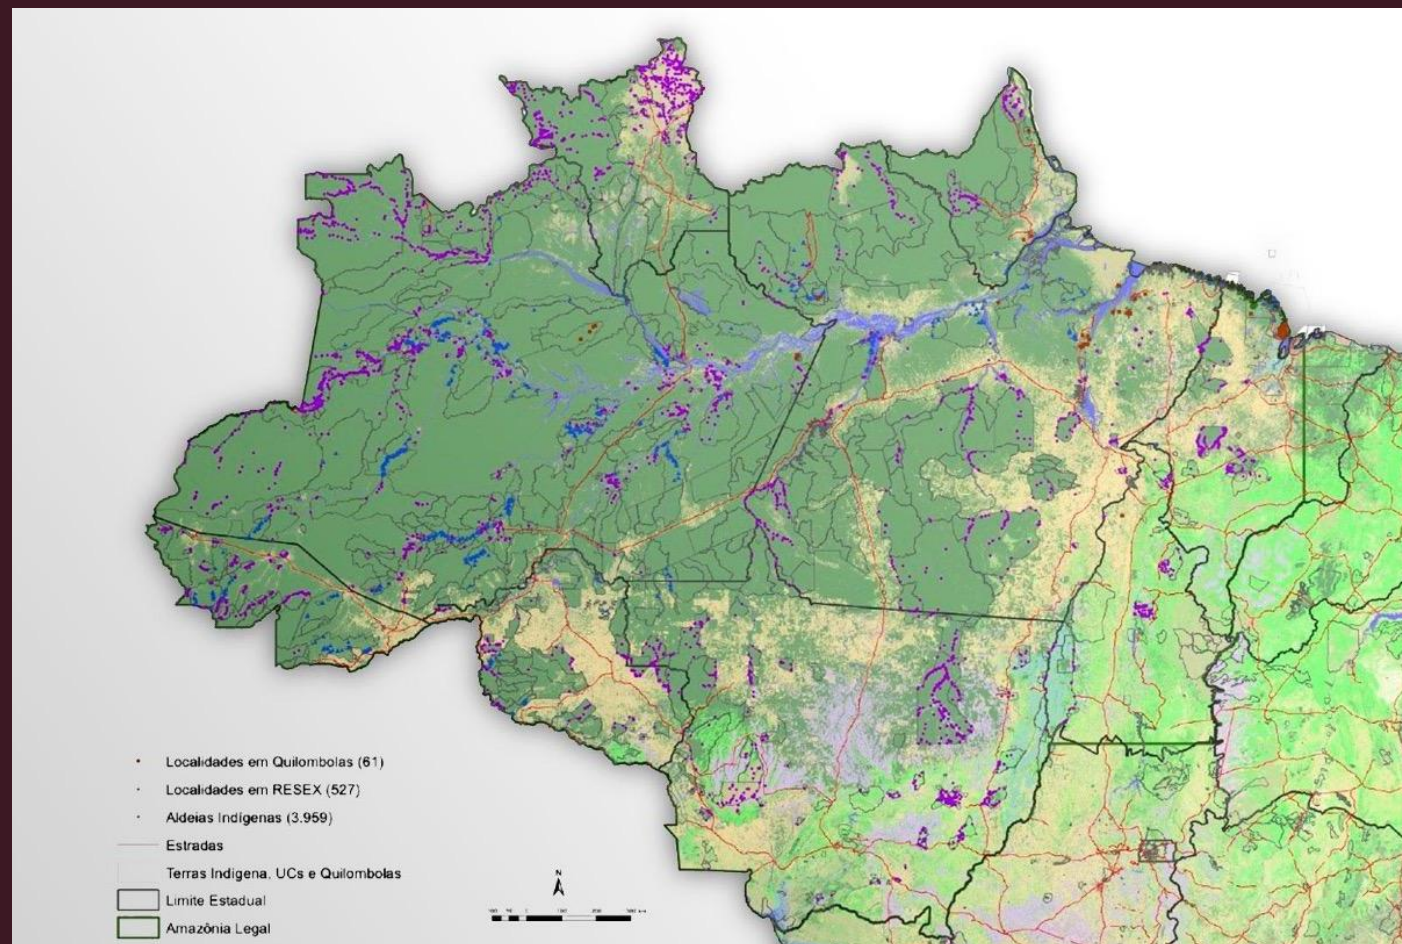 Localidades em Quilombolas (61)
Localidades em RESEX (527)
Aldeias Indígenas (3.959)
Estradas
Terras Indígena, UCs e Quilombolas
Limite Estadual
Amazônia Legal
N